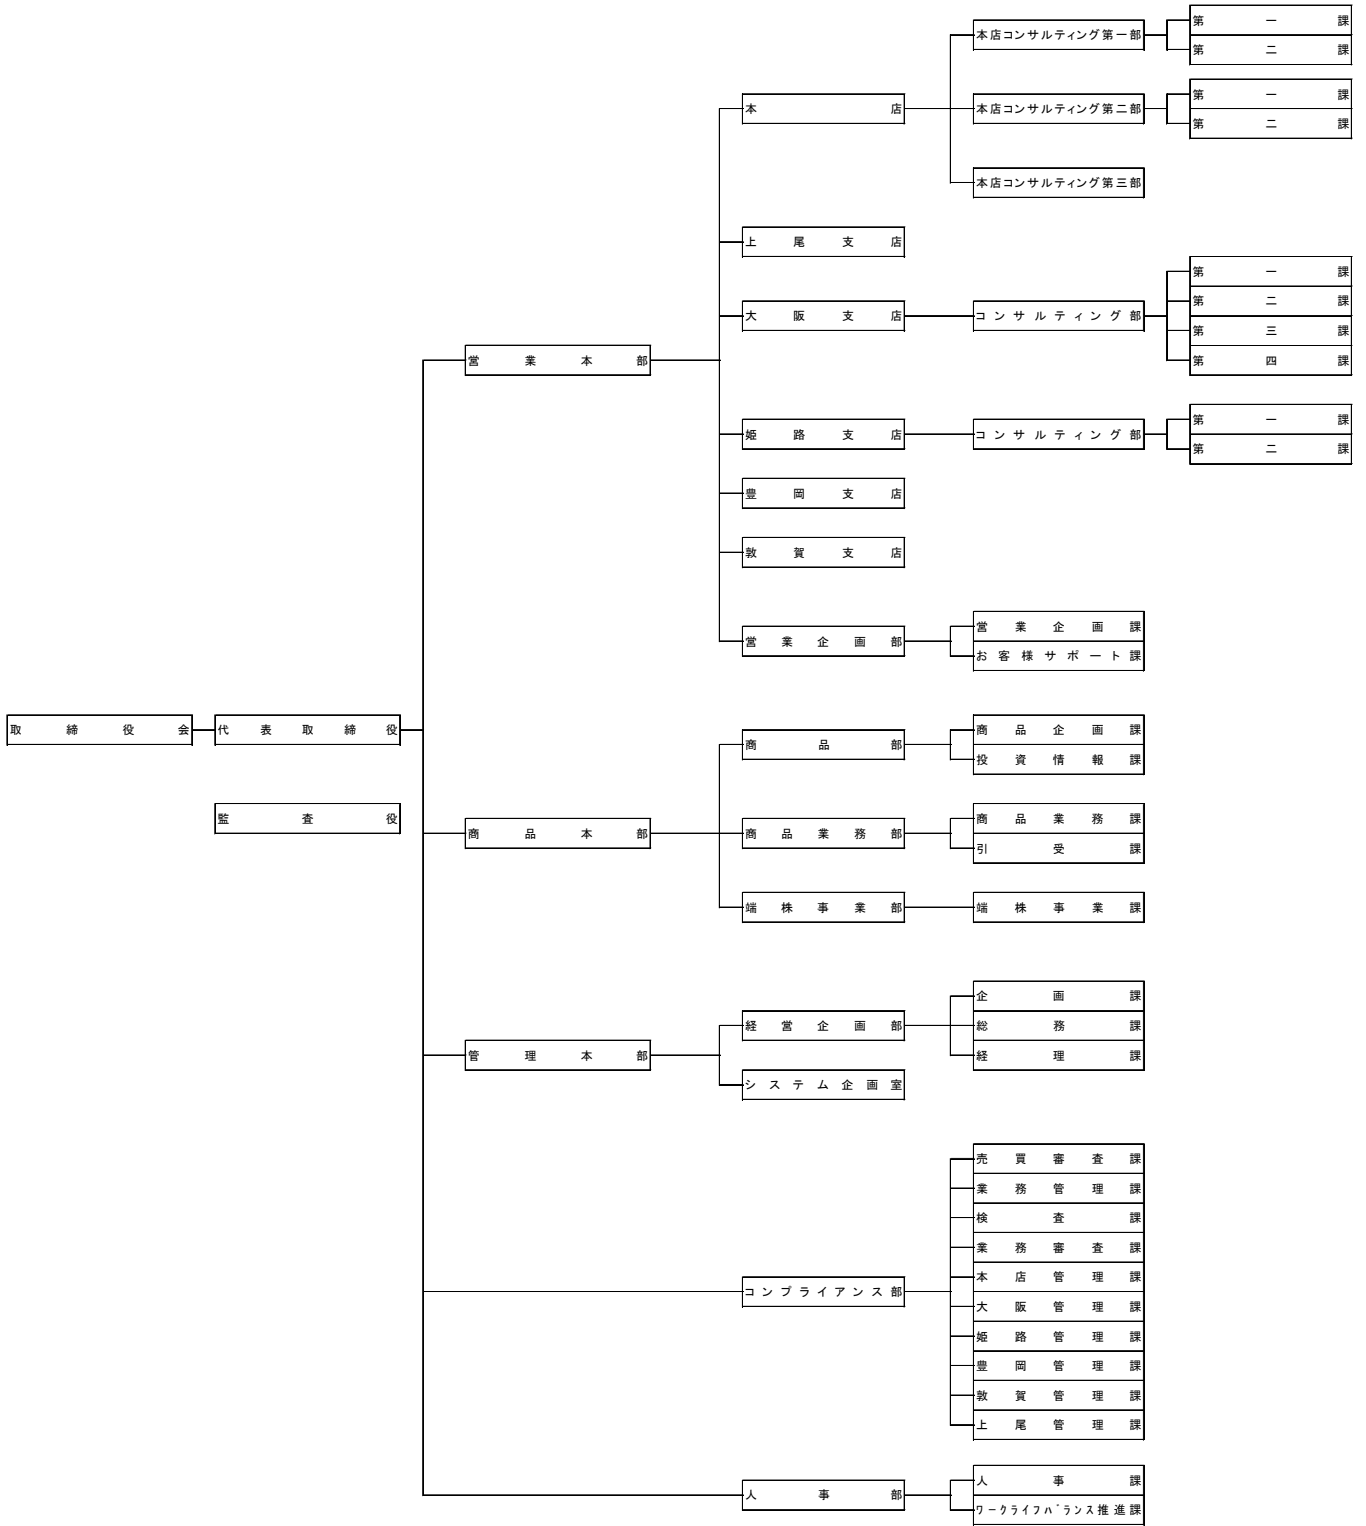 本店コンサルティング第一部
第一課
第二課
本店
本店コンサルティング第二部
第一課
第二課
本店コンサルティング第三部
上尾支店
大阪支店
コンサルティング部
第一課
第二課
第三課
第四課
営業本部
姫路支店
コンサルティング部
第一課
第二課
豊岡支店
敦賀支店
営業企画部
営業企画課
お客様サポート課
取締役会
代表取締役
監査役
商品本部
商品部
商品企画課
投資情報課
商品業務部
商品業務課
引受課
端株事業部
端株事業課
管理本部
経営企画部
企画課
総務課
経理課
システム企画室
コンプライアンス部
売買審査課
業務管理課
検査課
業務審査課
本店管理課
大阪管理課
姫路管理課
豊岡管理課
敦賀管理課
上尾管理課
人事部
人事課
ワークライフバランス推進課